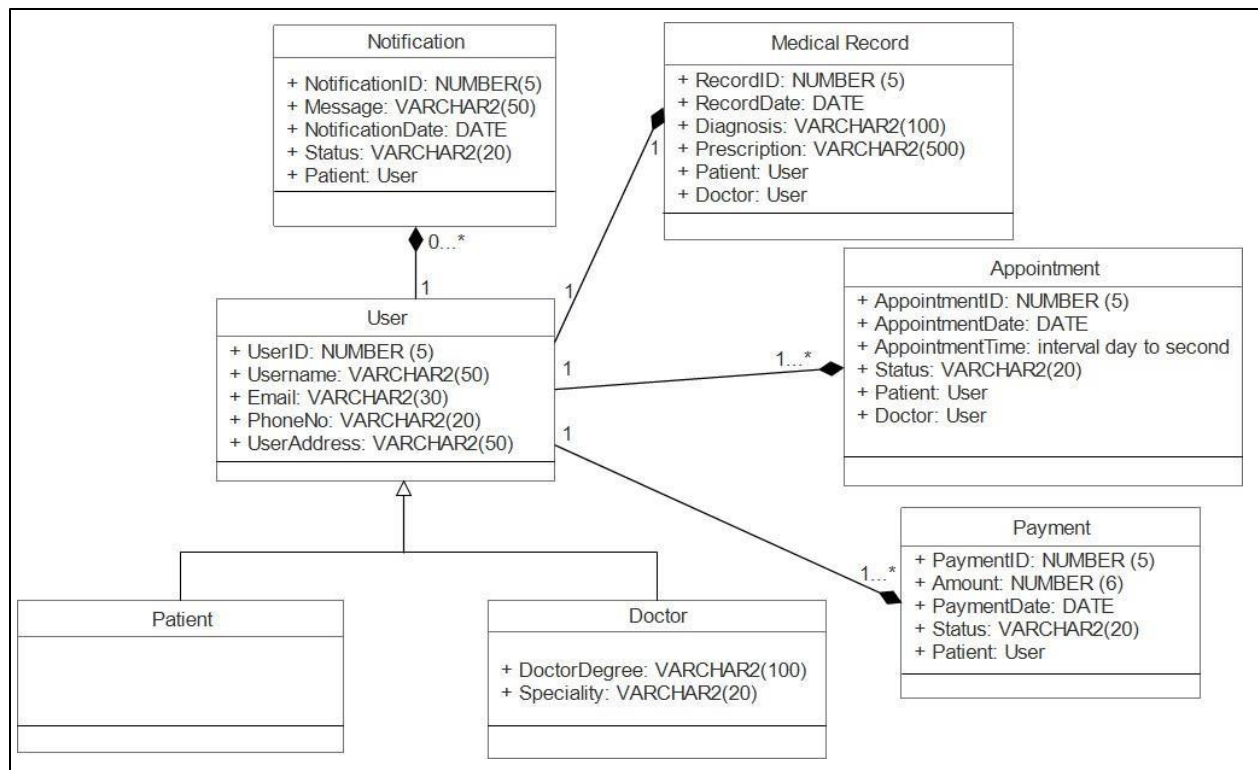 Notification
+ NotificationID: NUMBER(5)
+ Message: VARCHAR2(50)
+ NotificationDate: DATE
+ Status: VARCHAR2(20)
+ Patient: User
0...*
1
Medical Record
+ RecordID: NUMBER (5)
+ RecordDate: DATE
+ Diagnosis: VARCHAR2(100)
+ Prescription: VARCHAR2(500)
+ Patient: User
+ Doctor: User
1
1
User
+ UserID: NUMBER (5)
+ Username: VARCHAR2(50)
+ Email: VARCHAR2(30)
+ PhoneNo: VARCHAR2(20)
+ UserAddress: VARCHAR2(50)
1
1...*
Appointment
+ AppointmentID: NUMBER (5)
+ AppointmentDate: DATE
+ AppointmentTime: interval day to second
+ Status: VARCHAR2(20)
+ Patient: User
+ Doctor: User
1
1...*
Payment
+ PaymentID: NUMBER (5)
+ Amount: NUMBER (6)
+ PaymentDate: DATE
+ Status: VARCHAR2(20)
+ Patient: User
Patient
Doctor
+ DoctorDegree: VARCHAR2(100)
+ Speciality: VARCHAR2(20)